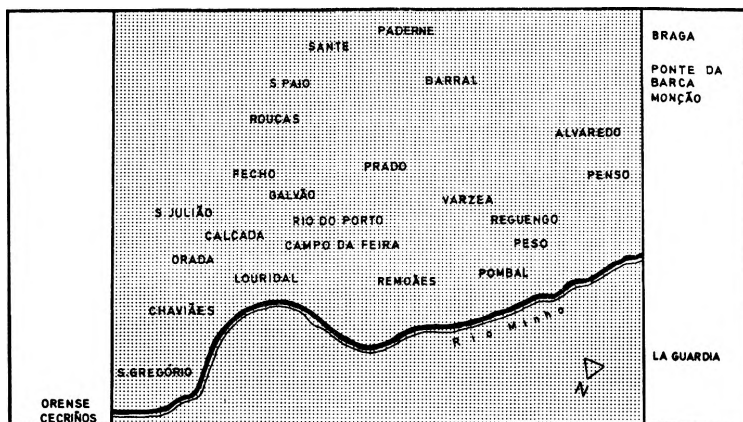 PADERNE
SANTE
BRAGA
S. PAIO
BARRAL
PONTE DA
BARCA
MONÇÃO
ROUÇAS
ALVAREDO
PRADO
FECHO
PENSO
GALVÃO
VARZEA
S. JULIÃO
RIO DO PORTO
REGUENGO
CALÇADA
CAMPO DA FEIRA
PESO
ORADA
LOURIDAL
REMOÃES
POMBAL
CHAVIÃES
Rio Minho
LA GUARDIA
S. GREGÓRIO
N
ORENSE
CECRIÑOS